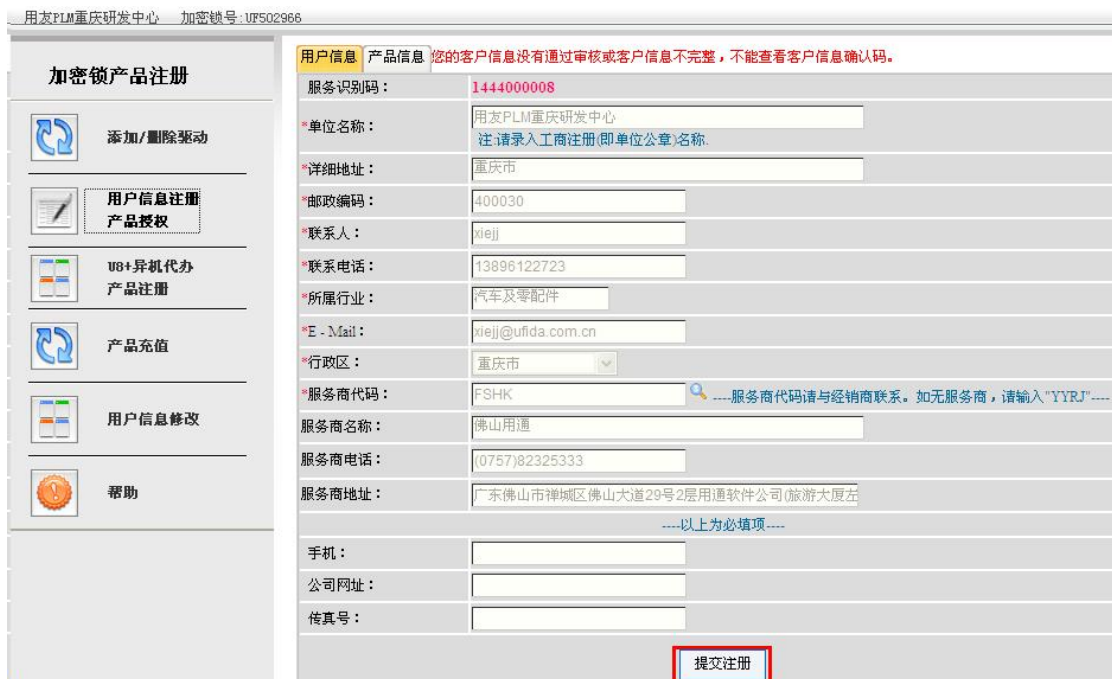 用友PLM重庆研发中心 加密锁号:UF502966
加密锁产品注册
添加/删除驱动
用户信息注册
产品授权
U8+异机代办
产品注册
产品充值
用户信息修改
帮助
用户信息 产品信息 您的客户信息没有通过审核或客户信息不完整，不能查看客户信息确认码。
服务识别码： 1444000008
*单位名称： 用友PLM重庆研发中心
注:请录入工商注册(即单位公章)名称.
*详细地址： 重庆市
*邮政编码： 400030
*联系人： xiejj
*联系电话： 13896122723
*所属行业： 汽车及零配件
*E - Mail： xiejj@ufida.com.cn
*行政区： 重庆市
*服务商代码： FSHK ----服务商代码请与经销商联系。如无服务商，请输入"YYRJ"----
服务商名称： 佛山用通
服务商电话： (0757)82325333
服务商地址： 广东佛山市禅城区佛山大道29号2层用通软件公司(旅游大厦左
----以上为必填项----
手机：
公司网址：
传真号：
提交注册